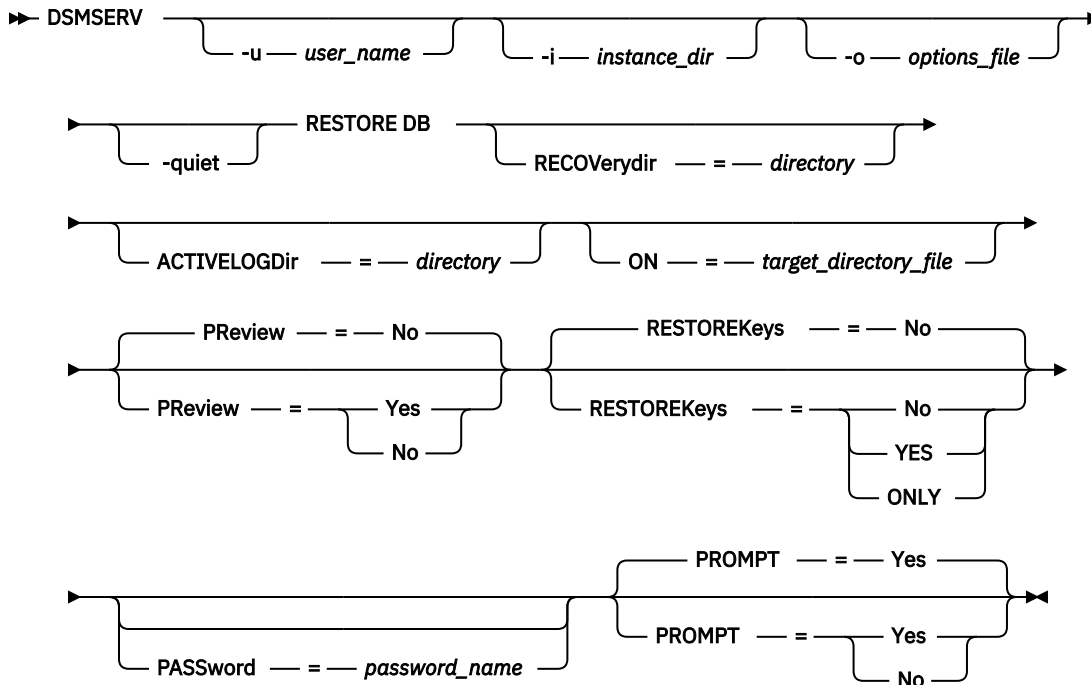 DSMSERV
-u user_name -i instance_dir -o options_file
-quiet RESTORE DB RECOVerydir = directory
ACTIVELOGDir = directory ON = target_directory_file
PReview = No RESTOREKeys = No
PReview = Yes RESTOREKeys = No
No YES
ONLY
PROMPT = Yes
PASSword = password_name PROMPT = Yes
No